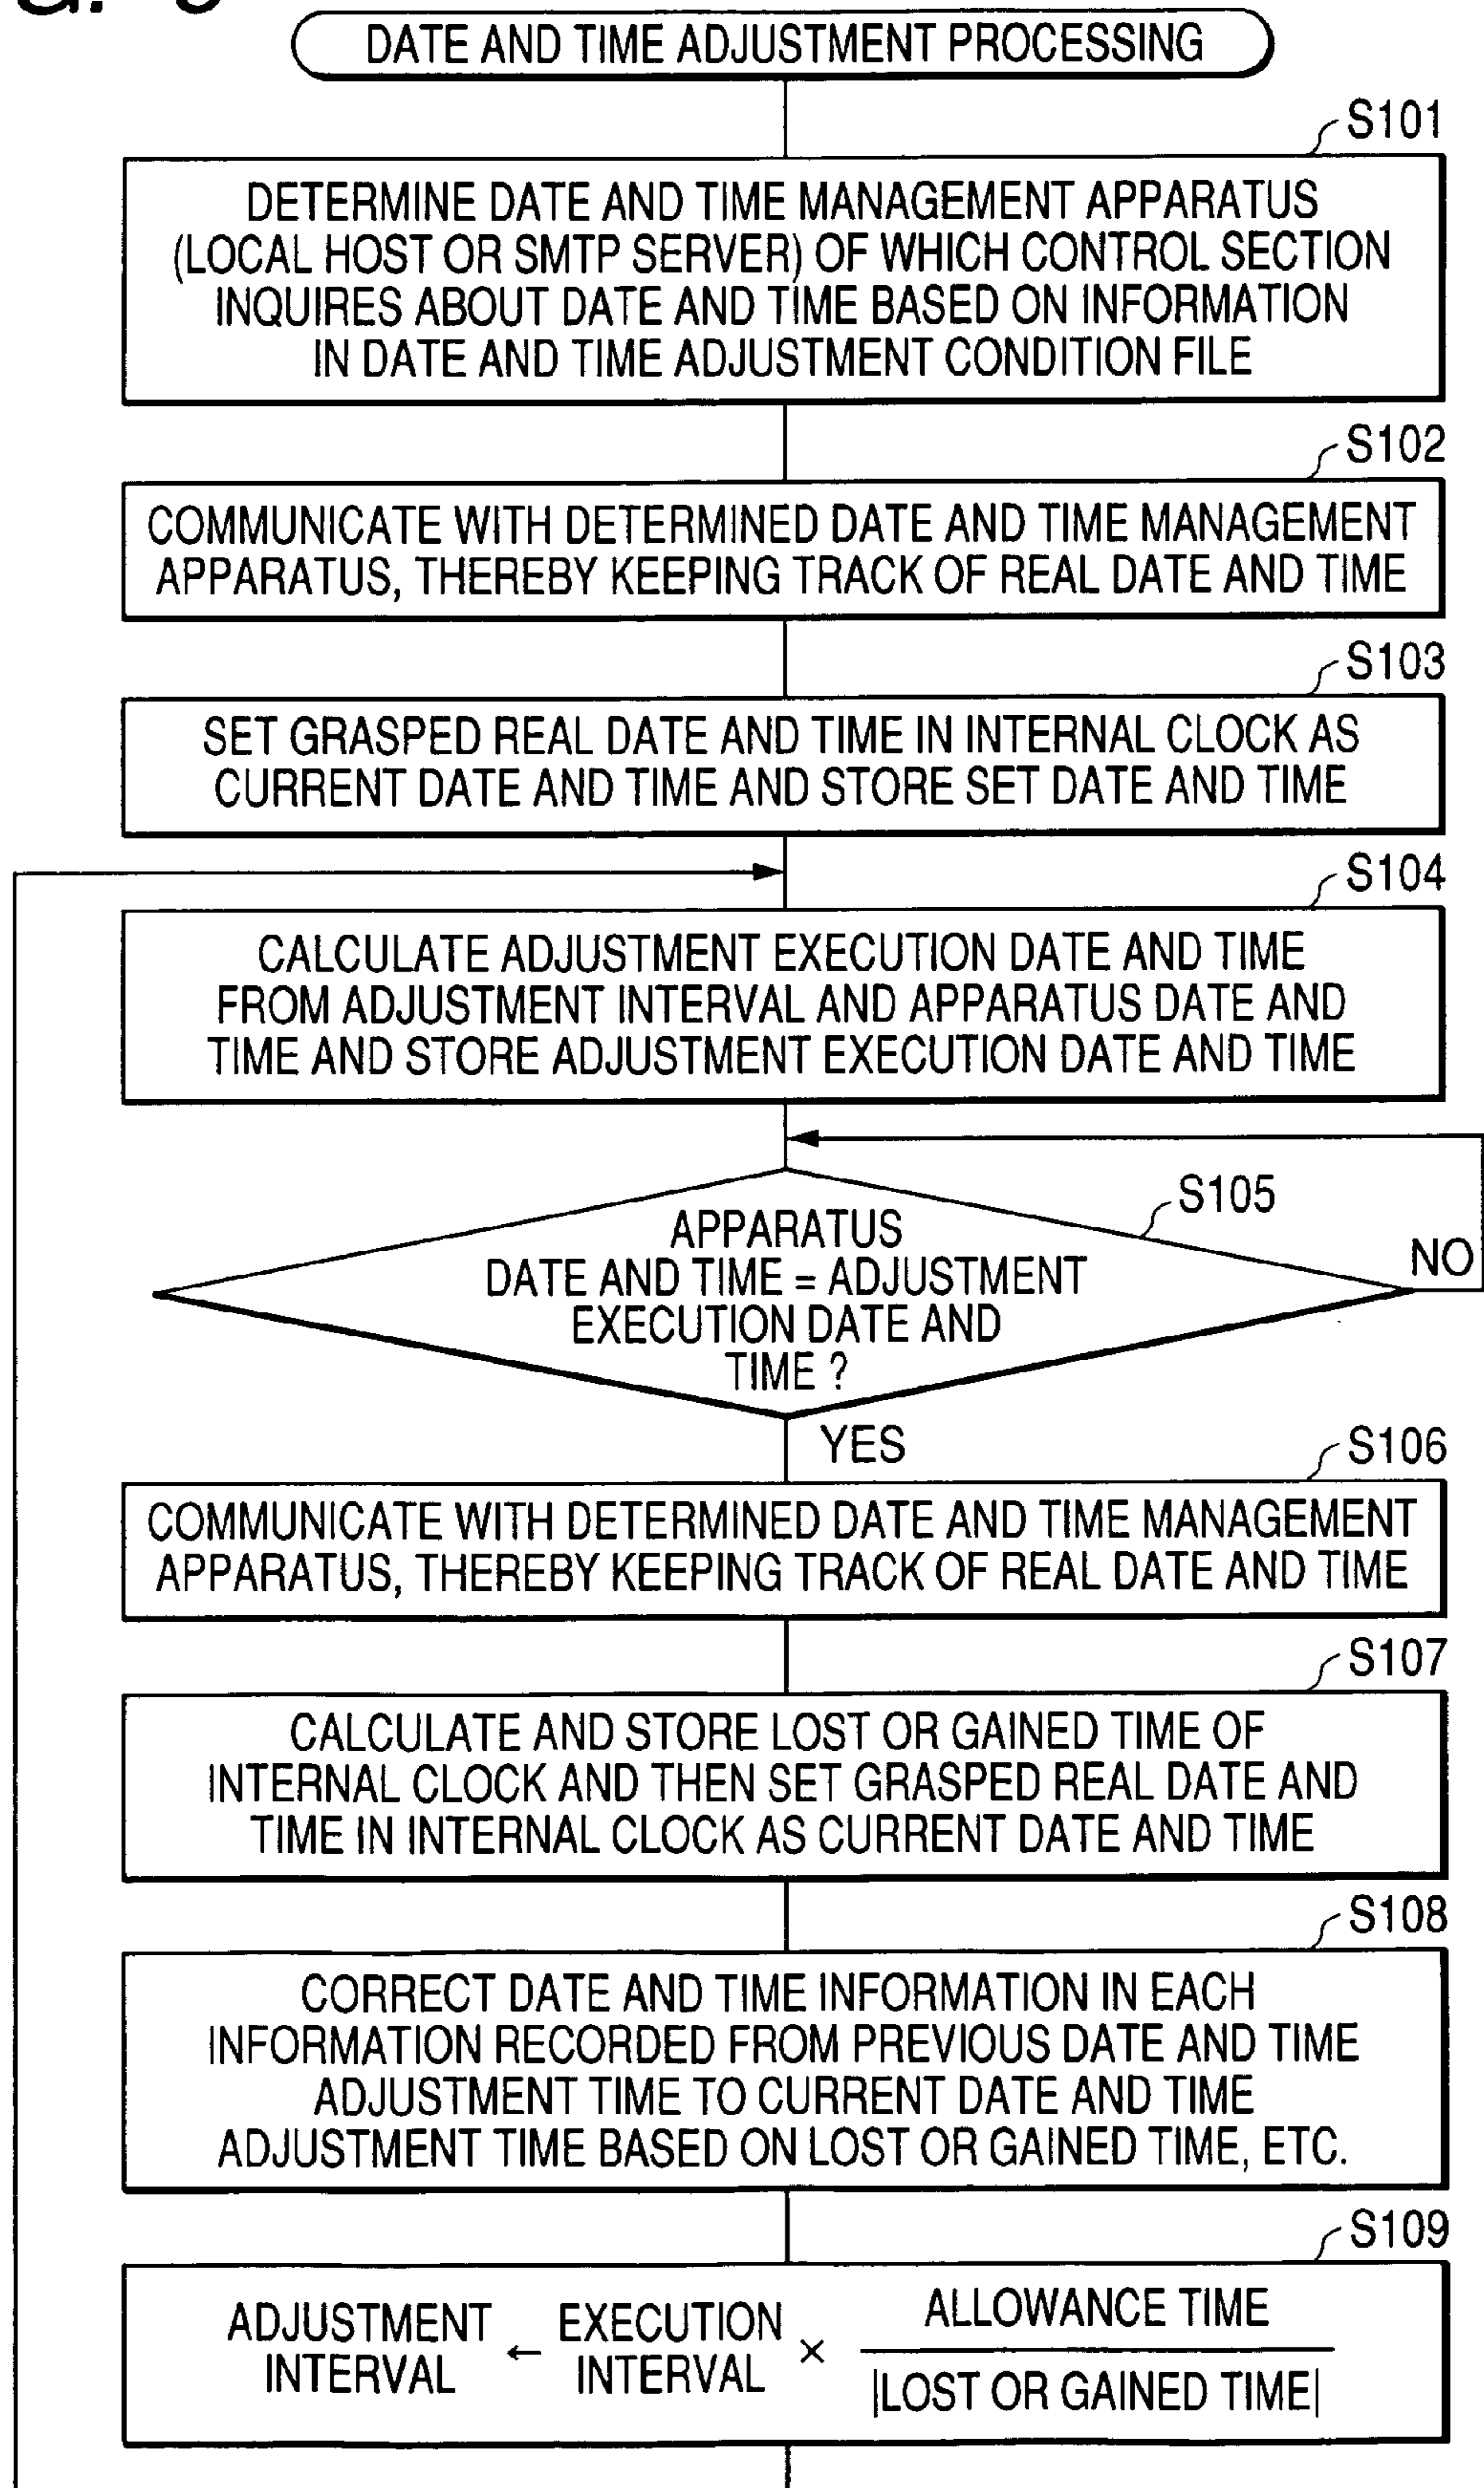 DATE AND TIME ADJUSTMENT PROCESSING
S101
DETERMINE DATE AND TIME MANAGEMENT APPARATUS
(LOCAL HOST OR SMTP SERVER) OF WHICH CONTROL SECTION
INQUIRES ABOUT DATE AND TIME BASED ON INFORMATION
IN DATE AND TIME ADJUSTMENT CONDITION FILE
S102
COMMUNICATE WITH DETERMINED DATE AND TIME MANAGEMENT
APPARATUS, THEREBY KEEPING TRACK OF REAL DATE AND TIME
S103
SET GRASPED REAL DATE AND TIME IN INTERNAL CLOCK AS
CURRENT DATE AND TIME AND STORE SET DATE AND TIME
S104
CALCULATE ADJUSTMENT EXECUTION DATE AND TIME
FROM ADJUSTMENT INTERVAL AND APPARATUS DATE AND
TIME AND STORE ADJUSTMENT EXECUTION DATE AND TIME
S105
APPARATUS
DATE AND TIME = ADJUSTMENT
EXECUTION DATE AND
TIME ?
NO
YES
S106
COMMUNICATE WITH DETERMINED DATE AND TIME MANAGEMENT
APPARATUS, THEREBY KEEPING TRACK OF REAL DATE AND TIME
S107
CALCULATE AND STORE LOST OR GAINED TIME OF
INTERNAL CLOCK AND THEN SET GRASPED REAL DATE AND
TIME IN INTERNAL CLOCK AS CURRENT DATE AND TIME
S108
CORRECT DATE AND TIME INFORMATION IN EACH
INFORMATION RECORDED FROM PREVIOUS DATE AND TIME
ADJUSTMENT TIME TO CURRENT DATE AND TIME
ADJUSTMENT TIME BASED ON LOST OR GAINED TIME, ETC.
S109
ADJUSTMENT
INTERVAL
←
EXECUTION
INTERVAL
×
ALLOWANCE TIME
|LOST OR GAINED TIME|